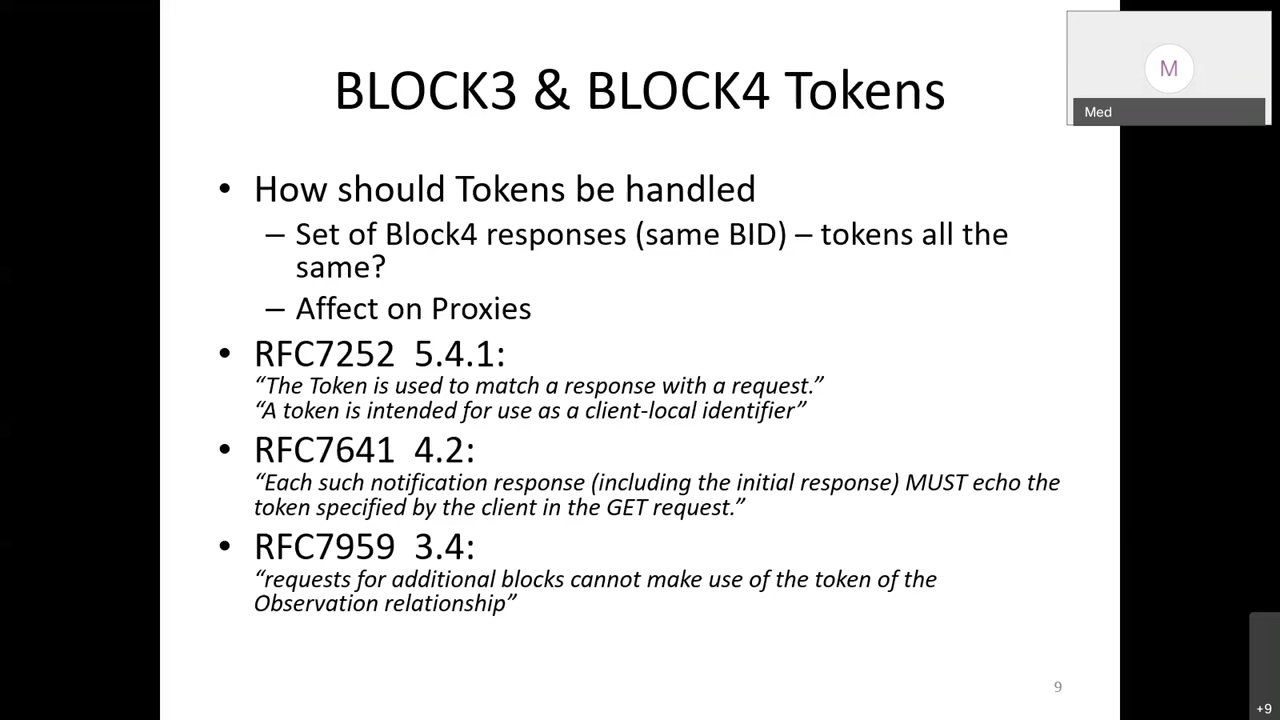 BLOCK3 & BLOCK4 Tokens
M
Med
• How should Tokens be handled
– Set of Block4 responses (same BID) – tokens all the
same?
– Affect on Proxies
• RFC7252 5.4.1:
“The Token is used to match a response with a request.”
“A token is intended for use as a client-local identifier”
• RFC7641 4.2:
“Each such notification response (including the initial response) MUST echo the
token specified by the client in the GET request.”
• RFC7959 3.4:
“requests for additional blocks cannot make use of the token of the
Observation relationship”
9
+9